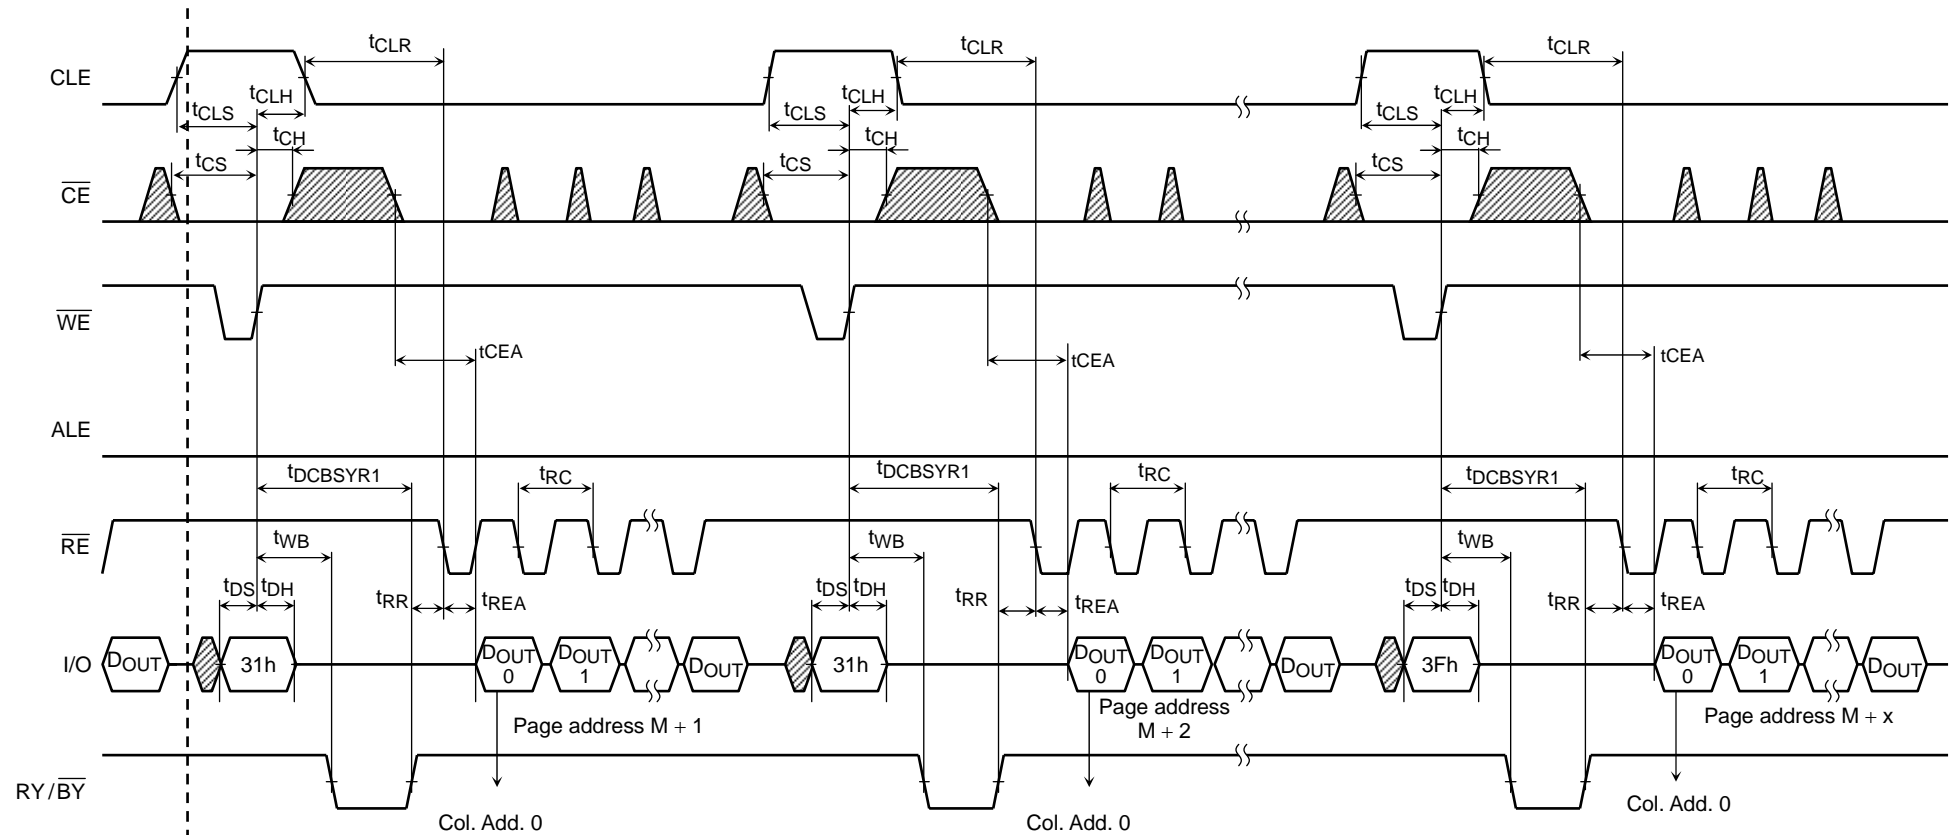 tCLR tCLR tCLR
CLE
tCLH tCLH tCLH
tCLS tCLS tCLS
tCH tCH tCH
tCS tCS tCS
CE
WE
tCEA tCEA tCEA
ALE
tDCBSYR1 tDCBSYR1 tDCBSYR1
tRC tRC tRC
RE
tWB tWB tWB
tDS tDH tDS tDH tDS tDH
tRR tREA tRR tREA tRR tREA
I/O DOUT 31h DOUT 0 DOUT 1 DOUT 31h DOUT 0 DOUT 1 DOUT 3Fh DOUT 0 DOUT 1 DOUT
Page address M + 1
Page address
M + 2
Page address M + x
RY/BY
Col. Add. 0 Col. Add. 0 Col. Add. 0